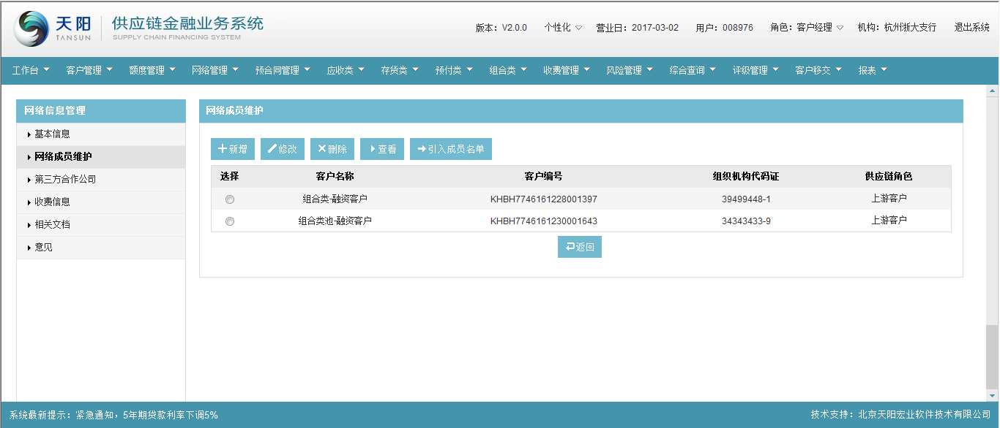 天阳 TANSUN 供应链金融业务系统
SUPPLY CHAIN FINANCING SYSTEM
版本：V2.0.0 个性化 营业日：2017-03-02 用户：008976 角色：客户经理 机构：杭州浙大支行 退出系统
工作台 客户管理 额度管理 网络管理 预合同管理 应收类 存货类 预付类 组合类 收费管理 风险管理 综合查询 评级管理 客户移交 报表
网络信息管理
基本信息
网络成员维护
第三方合作公司
收费信息
相关文档
意见
网络成员维护
新增 修改 删除 查看 引入成员名单
选择 客户名称 客户编号 组织机构代码证 供应链角色
组合类-融资客户 KHBH7746161228001397 39499448-1 上游客户
组合类池-融资客户 KHBH7746161230001643 34343433-9 上游客户
返回
系统最新提示：紧急通知，5年期贷款利率下调5% 技术支持：北京天阳宏业软件技术有限公司